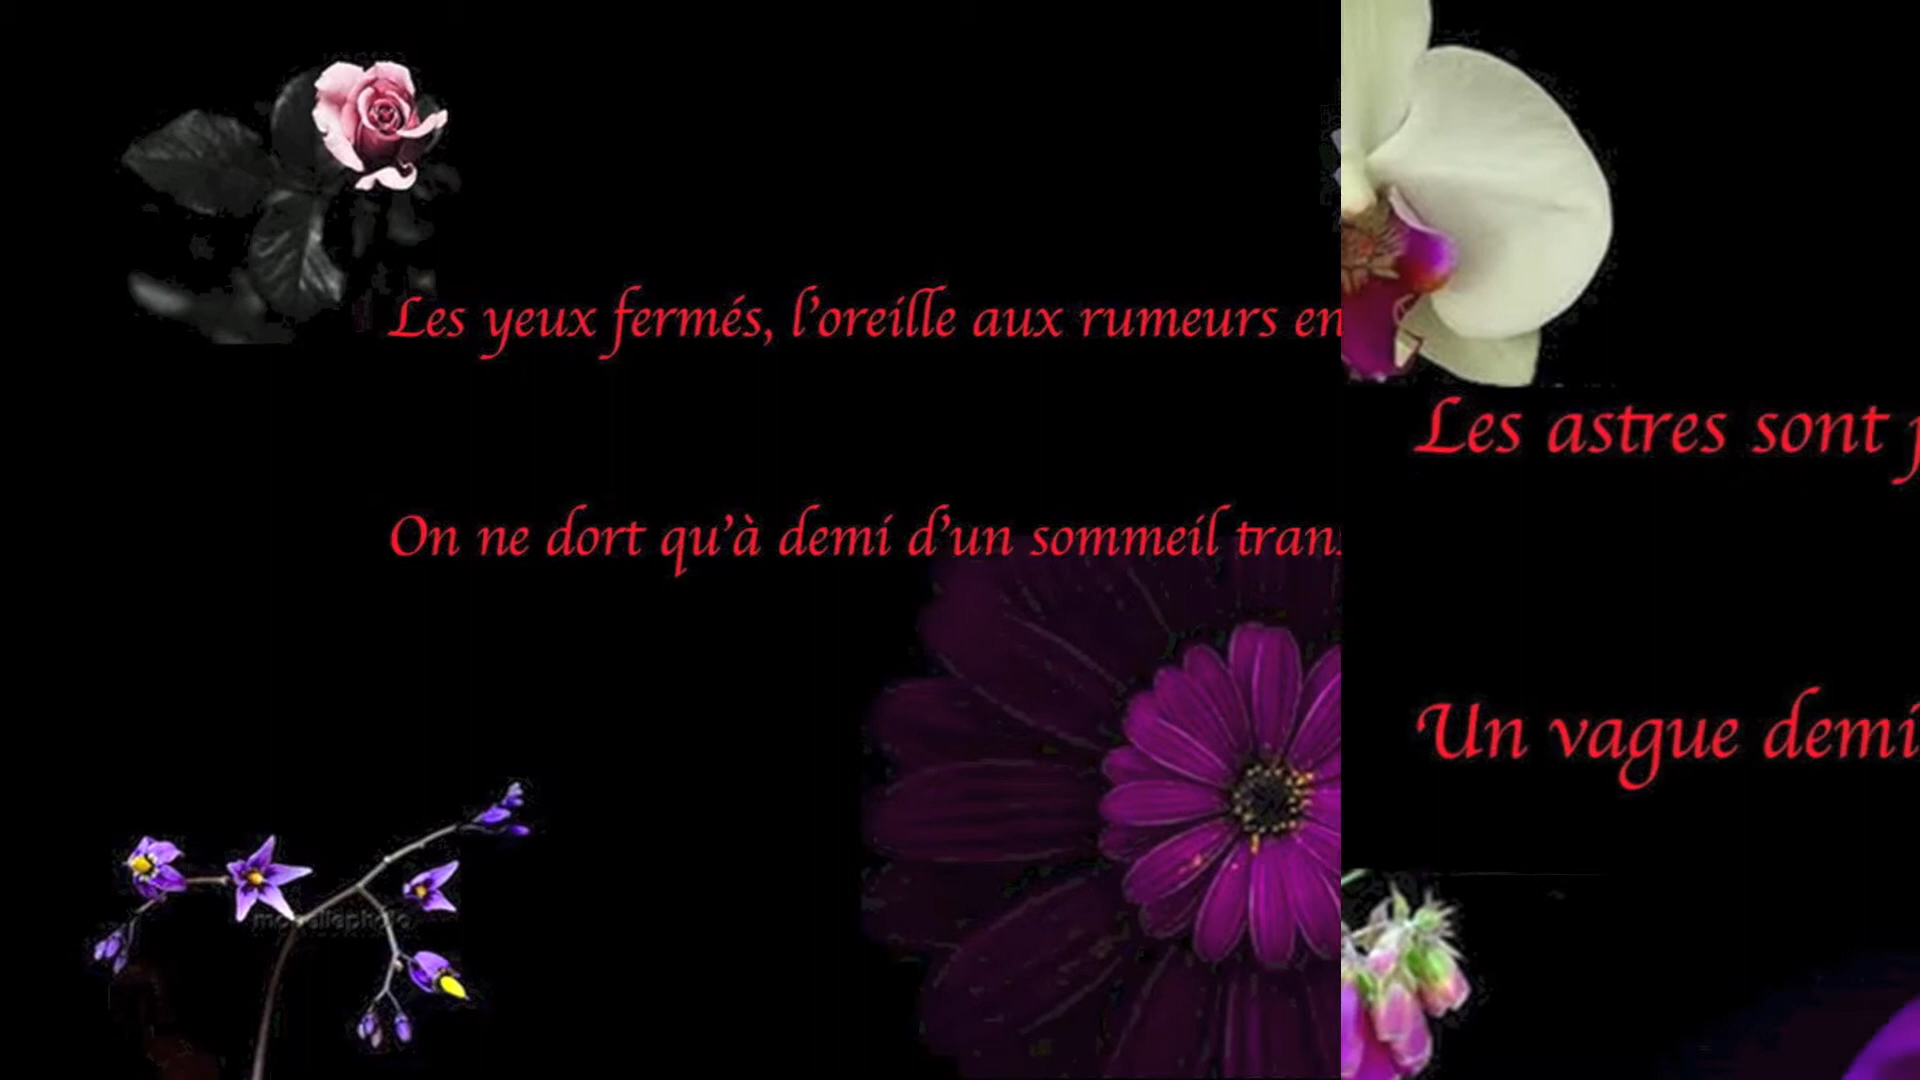 Les yeux fermés, l'oreille aux rumeurs en
On ne dort qu'à demi d'un sommeil tran
Les astres sont
Un vague demi